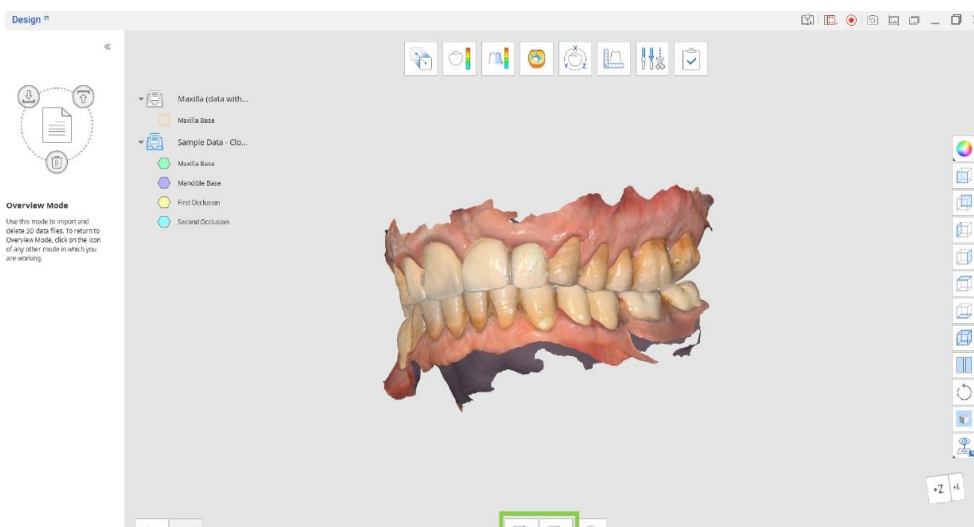 Design
Maxilla (data with...
Maxilla Base
Sample Data - Clo...
Maxilla Base
Mandible Base
First Occlusion
Second Occlusion
Overview Mode
Use this mode to import and
delete 3D data files. To return to
Overview Mode, click on the icon
of any other mode in which you
are working.
X
Y
Z
+Z